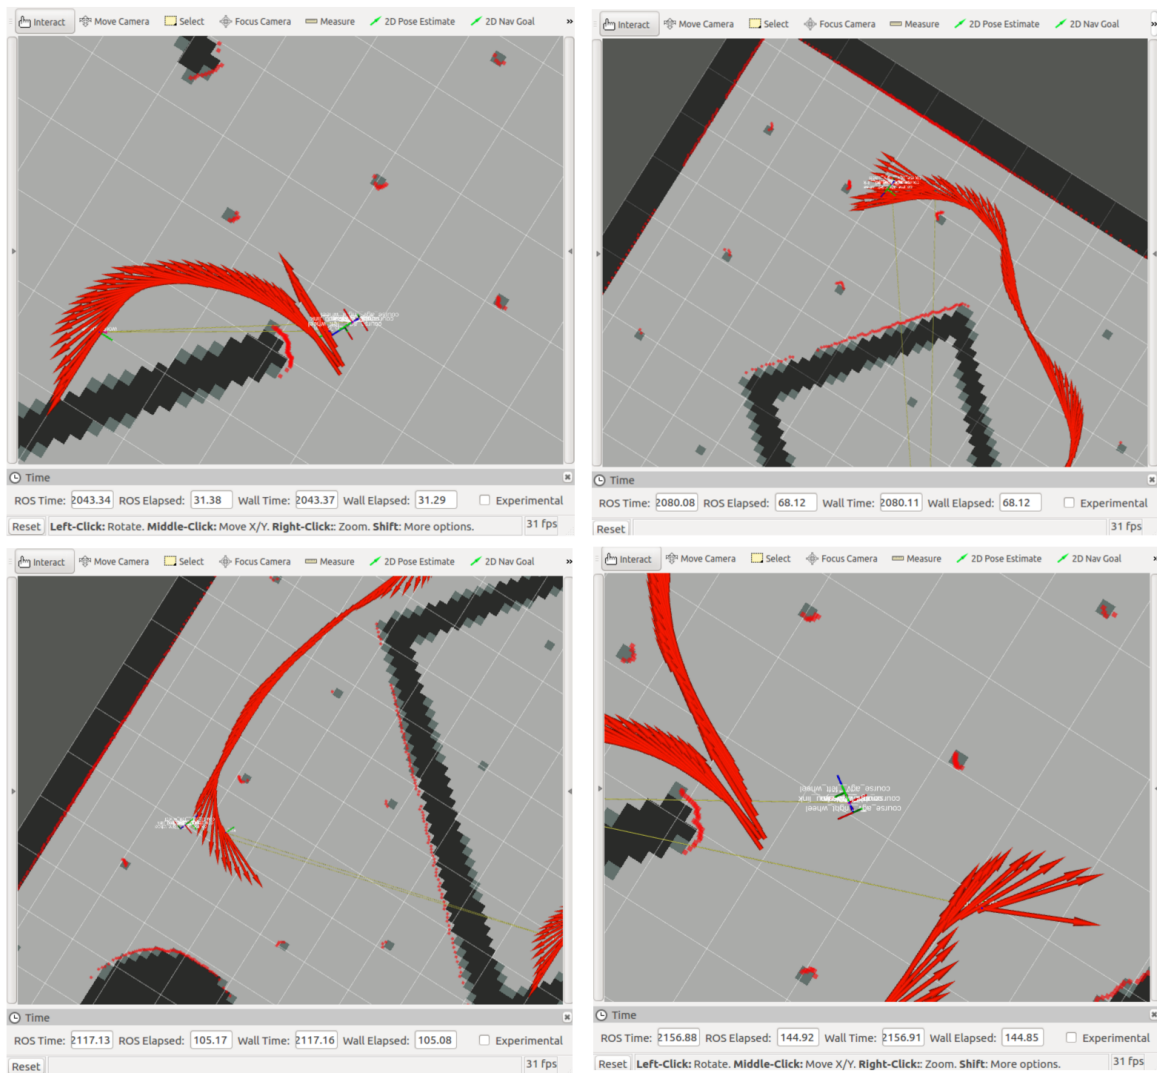 Interact Move Camera Select Focus Camera Measure 2D Pose Estimate 2D Nav Goal »
Time
ROS Time: 2043.34 ROS Elapsed: 31.38 Wall Time: 2043.37 Wall Elapsed: 31.29 Experimental
Reset Left-Click: Rotate. Middle-Click: Move X/Y. Right-Click:: Zoom. Shift: More options. 31 fps
Interact Move Camera Select Focus Camera Measure 2D Pose Estimate 2D Nav Goal »
Time
ROS Time: 2080.08 ROS Elapsed: 68.12 Wall Time: 2080.11 Wall Elapsed: 68.12 Experimental
Reset 31 fps
Interact Move Camera Select Focus Camera Measure 2D Pose Estimate 2D Nav Goal »
Time
ROS Time: 2117.13 ROS Elapsed: 105.17 Wall Time: 2117.16 Wall Elapsed: 105.08 Experimental
Reset 31 fps
Interact Move Camera Select Focus Camera Measure 2D Pose Estimate 2D Nav Goal »
course_agv_left_wheel
course_agv_right_wheel
Time
ROS Time: 2156.88 ROS Elapsed: 144.92 Wall Time: 2156.91 Wall Elapsed: 144.85 Experimental
Reset Left-Click: Rotate. Middle-Click: Move X/Y. Right-Click:: Zoom. Shift: More options. 31 fps